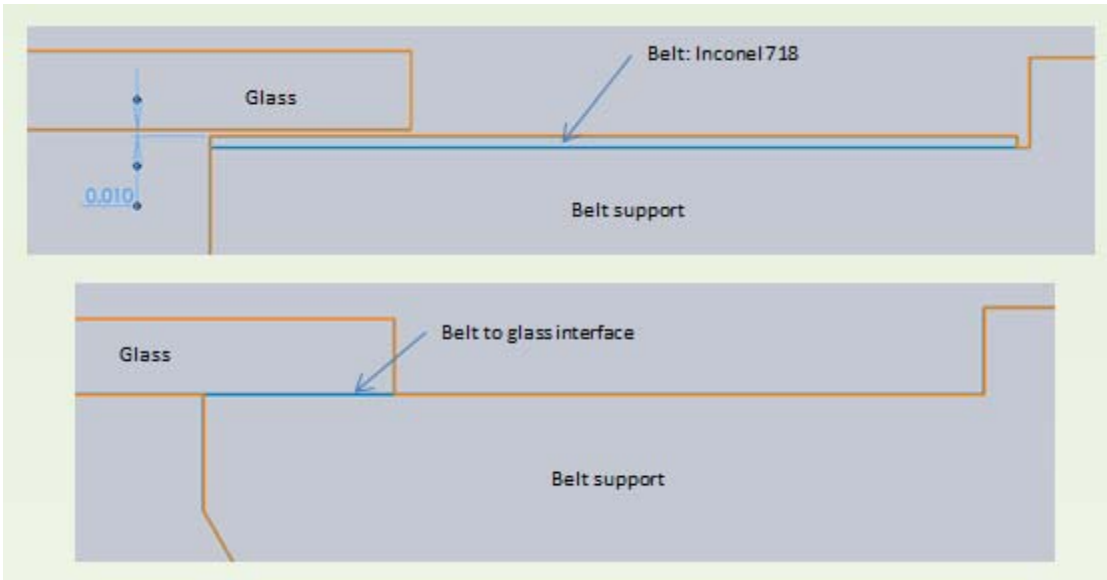 Belt: Inconel 718
Glass
0.010
Belt support
Belt to glass interface
Glass
Belt support